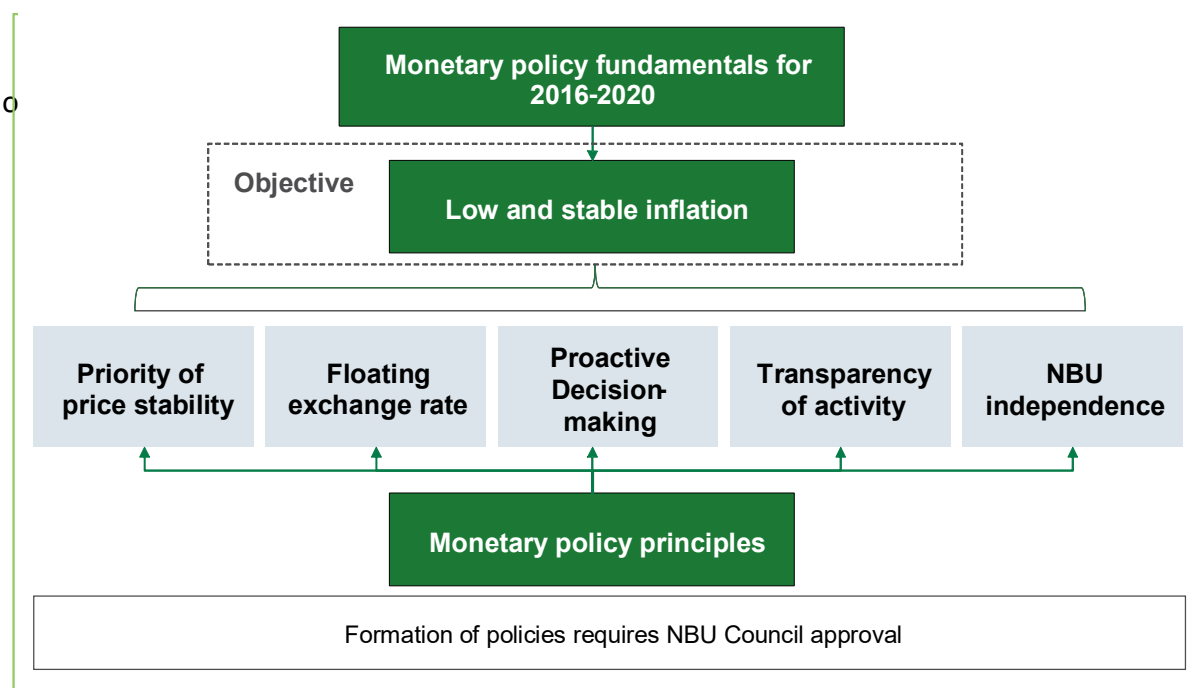 Monetary policy fundamentals for
2016-2020
o
Objective
Low and stable inflation
Priority of
price stability
Floating
exchange rate
Proactive
Decision-
making
Transparency
of activity
NBU
independence
Monetary policy principles
Formation of policies requires NBU Council approval